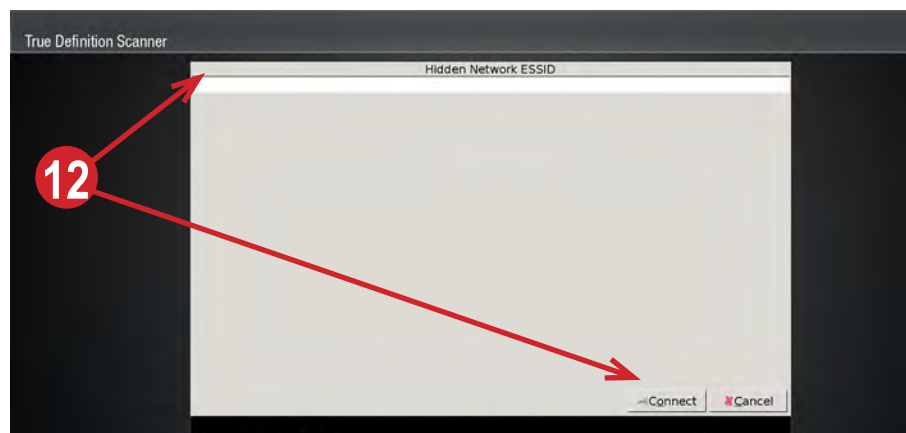 True Definition Scanner
Hidden Network ESSID
12
Connect Cancel